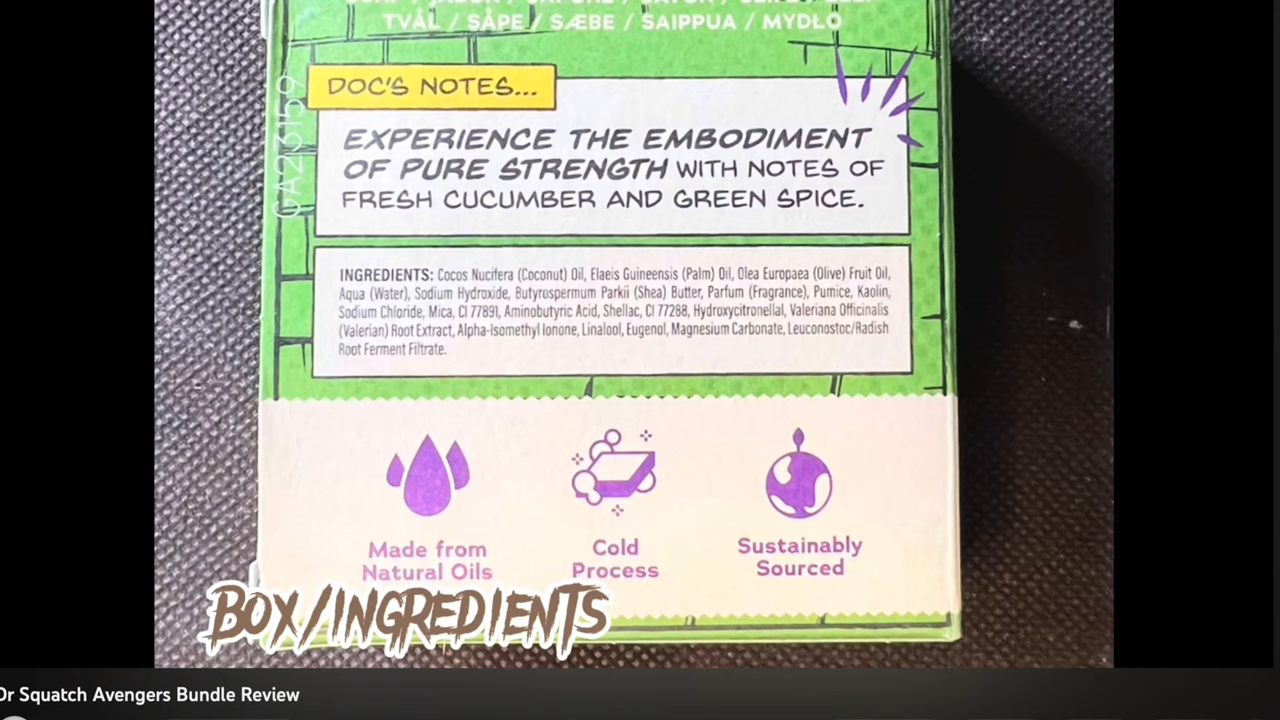 TVÅL / SÅPE / SÆBE / SAIPPUA / MYDŁO
DOC'S NOTES...
EXPERIENCE THE EMBODIMENT
OF PURE STRENGTH WITH NOTES OF
FRESH CUCUMBER AND GREEN SPICE.
GA23159
INGREDIENTS: Cocos Nucifera (Coconut) Oil, Elaeis Guineensis (Palm) Oil, Olea Europaea (Olive) Fruit Oil,
Aqua (Water), Sodium Hydroxide, Butyrospermum Parkii (Shea) Butter, Parfum (Fragrance), Pumice, Kaolin,
Sodium Chloride, Mica, CI 77891, Aminobutyric Acid, Shellac, CI 77288, Hydroxycitronellal, Valeriana Officinalis
(Valerian) Root Extract, Alpha-Isomethyl Ionone, Linalool, Eugenol, Magnesium Carbonate, Leuconostoc/Radish
Root Ferment Filtrate.
Made from
Natural Oils
Cold
Process
Sustainably
Sourced
BOX/INGREDIENTS
Dr Squatch Avengers Bundle Review